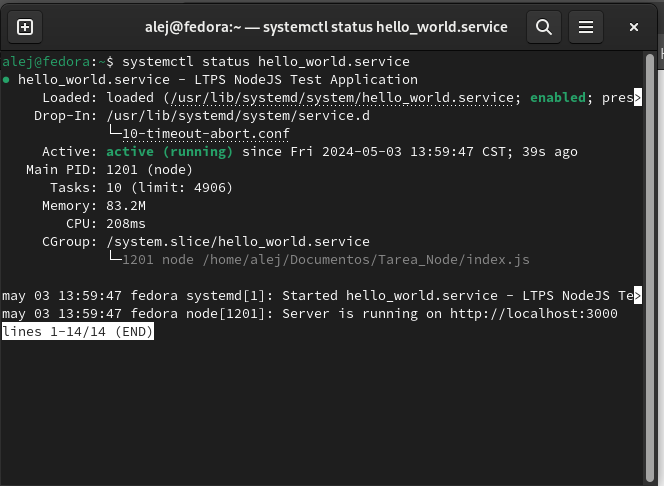 alej@fedora:~ — systemctl status hello_world.service
alej@fedora:~$ systemctl status hello_world.service
● hello_world.service - LTPS NodeJS Test Application
     Loaded: loaded (/usr/lib/systemd/system/hello_world.service; enabled; pres>
    Drop-In: /usr/lib/systemd/system/service.d
             └─10-timeout-abort.conf
     Active: active (running) since Fri 2024-05-03 13:59:47 CST; 39s ago
   Main PID: 1201 (node)
      Tasks: 10 (limit: 4906)
     Memory: 83.2M
        CPU: 208ms
     CGroup: /system.slice/hello_world.service
             └─1201 node /home/alej/Documentos/Tarea_Node/index.js

may 03 13:59:47 fedora systemd[1]: Started hello_world.service - LTPS NodeJS Te>
may 03 13:59:47 fedora node[1201]: Server is running on http://localhost:3000
lines 1-14/14 (END)